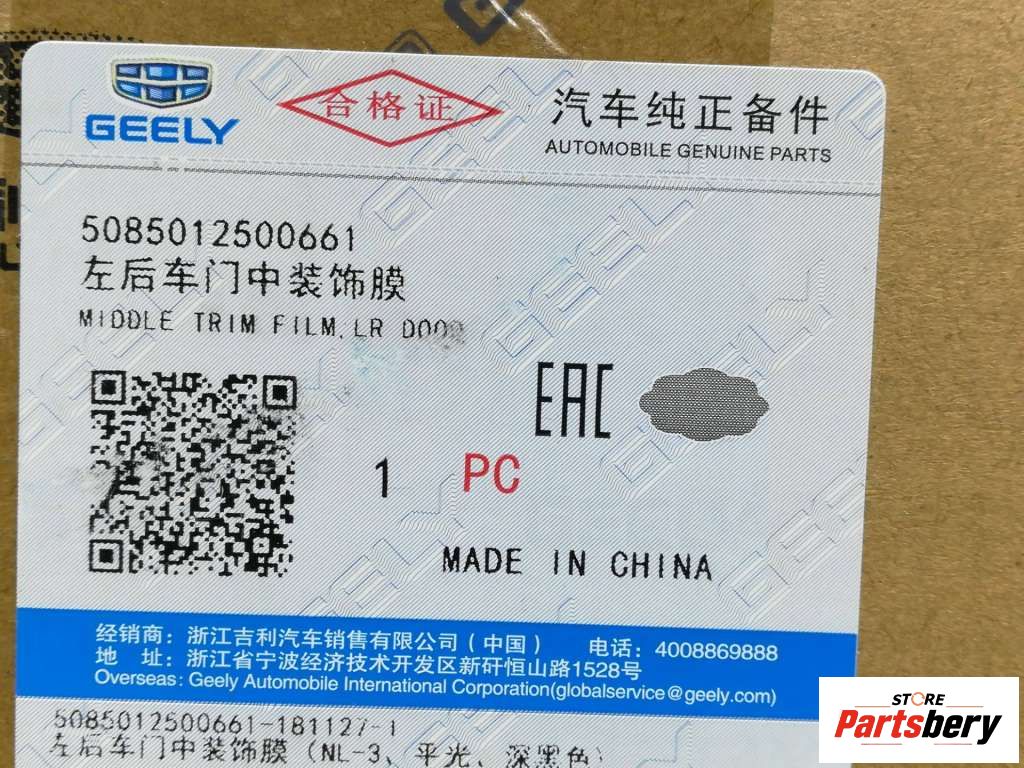 GEELY
合格证
汽车纯正备件
AUTOMOBILE GENUINE PARTS
5085012500661
左后车门中装饰膜
MIDDLE TRIM FILM,LR DOOR
EAC
1 PC
MADE IN CHINA
经销商：浙江吉利汽车销售有限公司（中国） 电话：4008869888
地 址：浙江省宁波经济技术开发区新矸恒山路1528号
Overseas: Geely Automobile International Corporation(globalservice@geely.com)
5085012500661-181127-1
左后车门中装饰膜（NL-3、平光、深黑色）
STORE
Partsbery